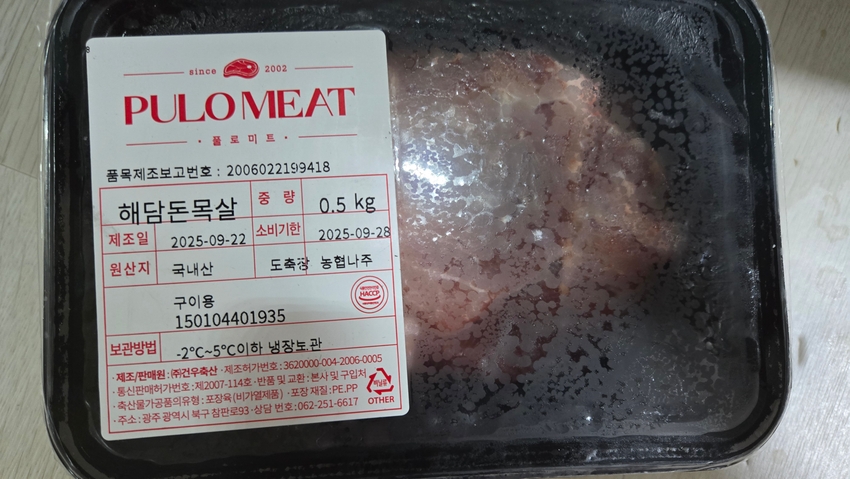 since 2002
PULO MEAT
· 풀로미트 ·
품목제조보고번호 : 2006022199418
해담돈목살 중 량 0.5 kg
제조일 2025-09-22 소비기한 2025-09-28
원산지 국내산 도축장 농협나주
구이용
HACCP
150104401935
보관방법 -2℃~5℃이하 냉장보관
· 제조/판매원 : ㈜건우축산 · 제조허가번호 : 3620000-004-2006-0005
· 통신판매허가번호 : 제2007-114호 · 반품 및 교환 : 본사 및 구입처
· 축산물가공품의유형 : 포장육(비가열제품) · 포장 재질 : PE.PP
· 주소 : 광주 광역시 북구 참판로93 · 상담 번호 : 062-251-6617
비닐류
OTHER